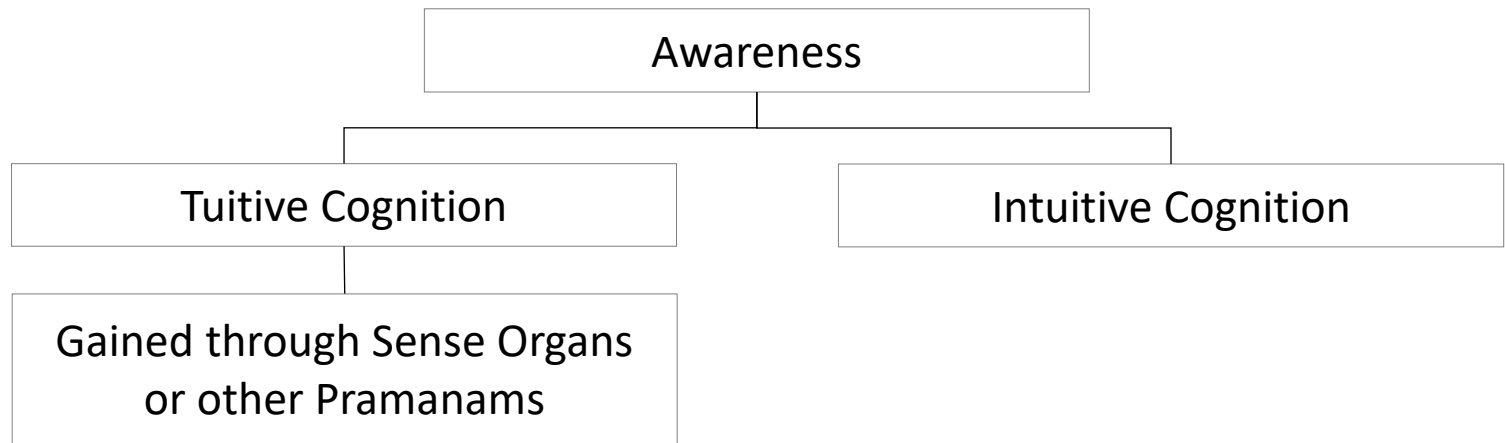 Awareness
Tuitive Cognition
Intuitive Cognition
Gained through Sense Organs
or other Pramanams